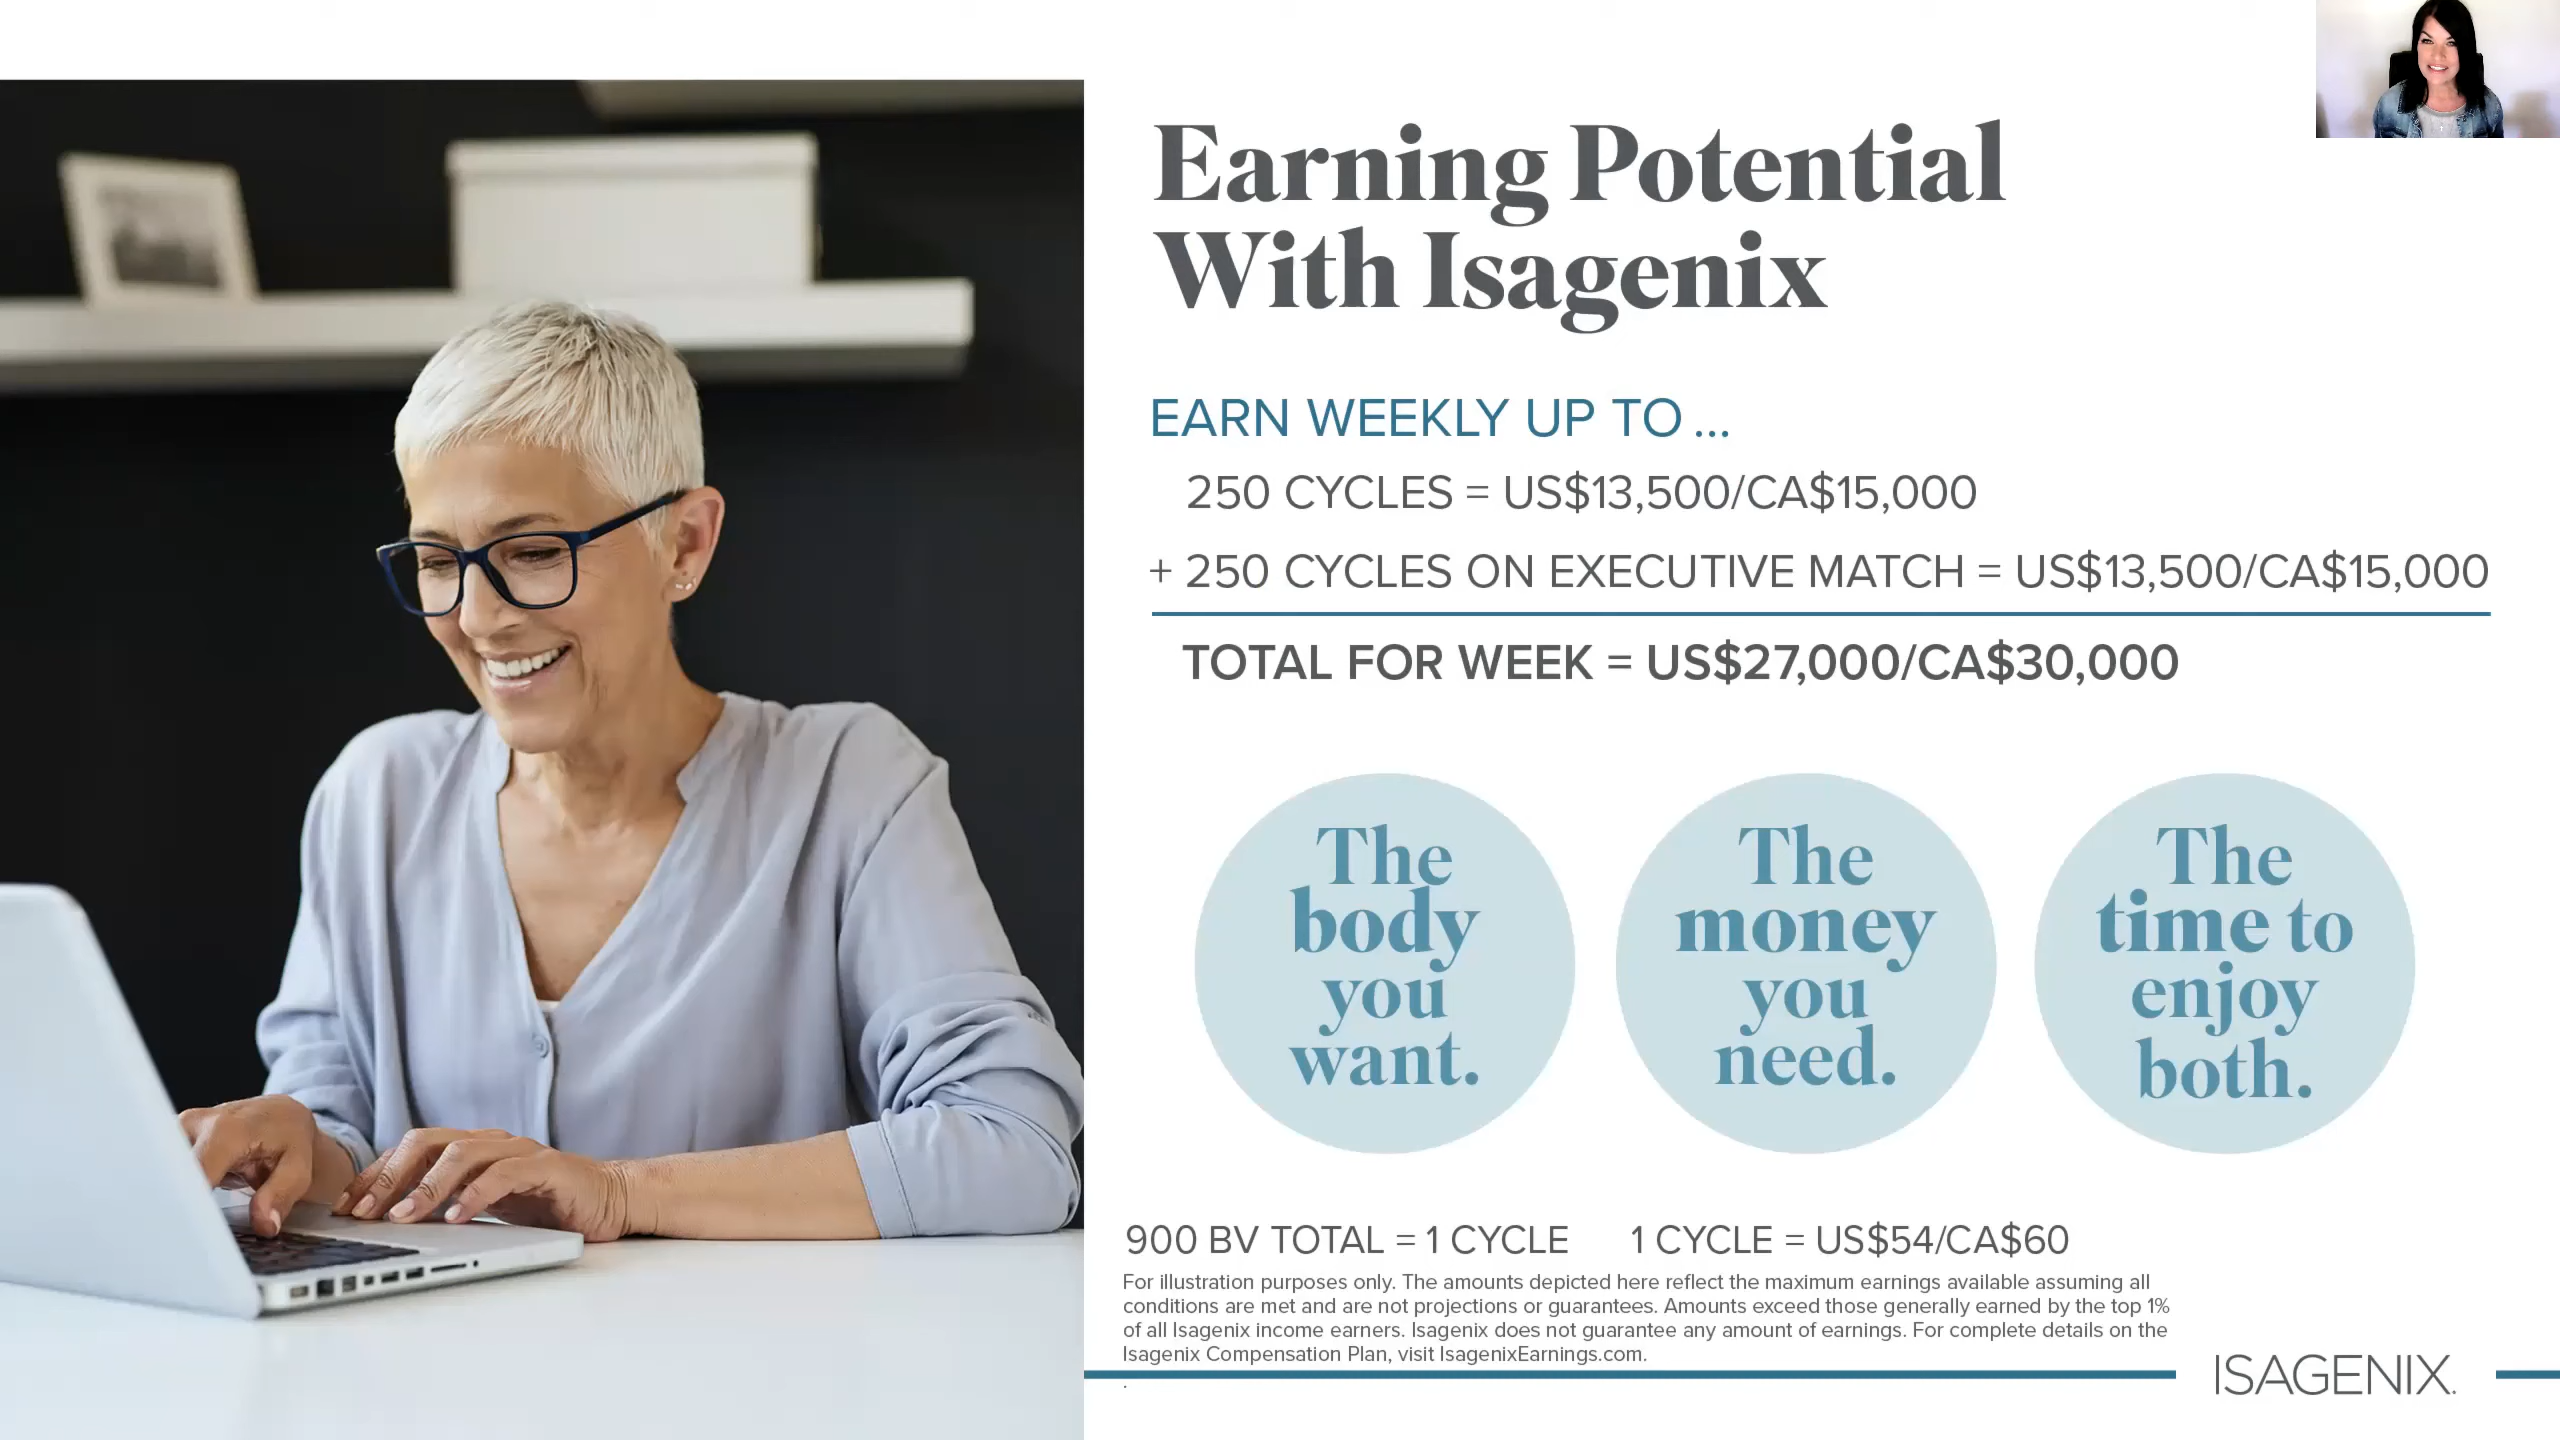 Earning Potential
With Isagenix
EARN WEEKLY UP TO ...
250 CYCLES = US$13,500/CA$15,000
+ 250 CYCLES ON EXECUTIVE MATCH = US$13,500/CA$15,000
TOTAL FOR WEEK = US$27,000/CA$30,000
The
body
you
want.
The
money
you
need.
The
time to
enjoy
both.
900 BV TOTAL = 1 CYCLE 1 CYCLE = US$54/CA$60
For illustration purposes only. The amounts depicted here reflect the maximum earnings available assuming all
conditions are met and are not projections or guarantees. Amounts exceed those generally earned by the top 1%
of all Isagenix income earners. Isagenix does not guarantee any amount of earnings. For complete details on the
Isagenix Compensation Plan, visit IsagenixEarnings.com.
.
ISAGENIX.